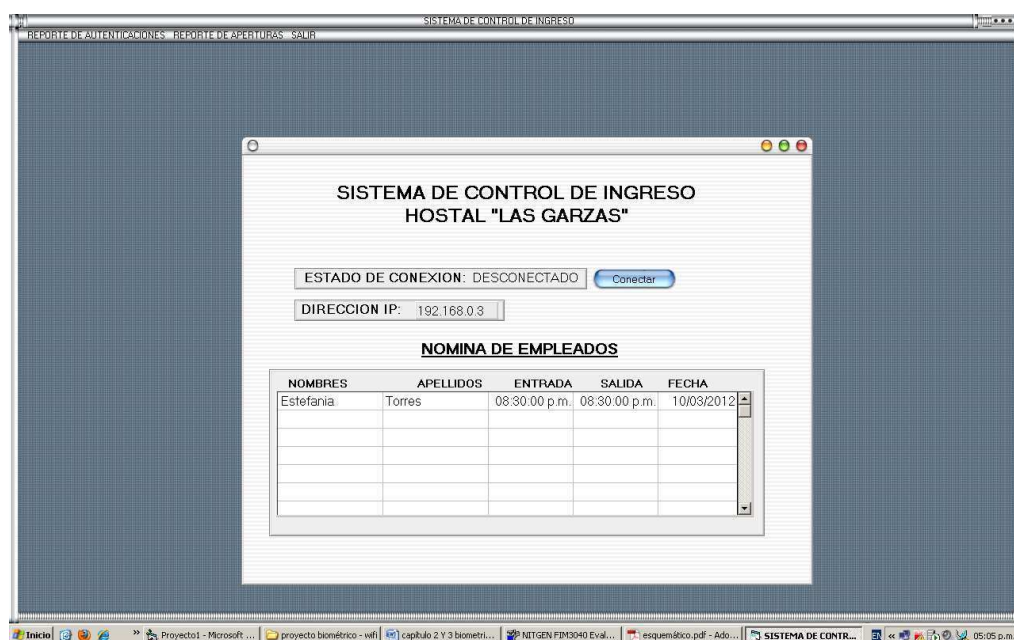 SISTEMA DE CONTROL DE INGRESO
REPORTE DE AUTENTICACIONES REPORTE DE APERTURAS SALIR
SISTEMA DE CONTROL DE INGRESO
HOSTAL "LAS GARZAS"
ESTADO DE CONEXION: DESCONECTADO Conectar
DIRECCION IP: 192.168.0.3
NOMINA DE EMPLEADOS
NOMBRES APELLIDOS ENTRADA SALIDA FECHA
Estefania Torres 08:30:00 p.m. 08:30:00 p.m. 10/03/2012
Inicio » Proyecto1 - Microsoft ... proyecto biométrico - wifi capítulo 2 Y 3 biometri... NITGEN FIM3040 Eval... esquemático.pdf - Ado... SISTEMA DE CONTR... EN « 05:05 p.m.